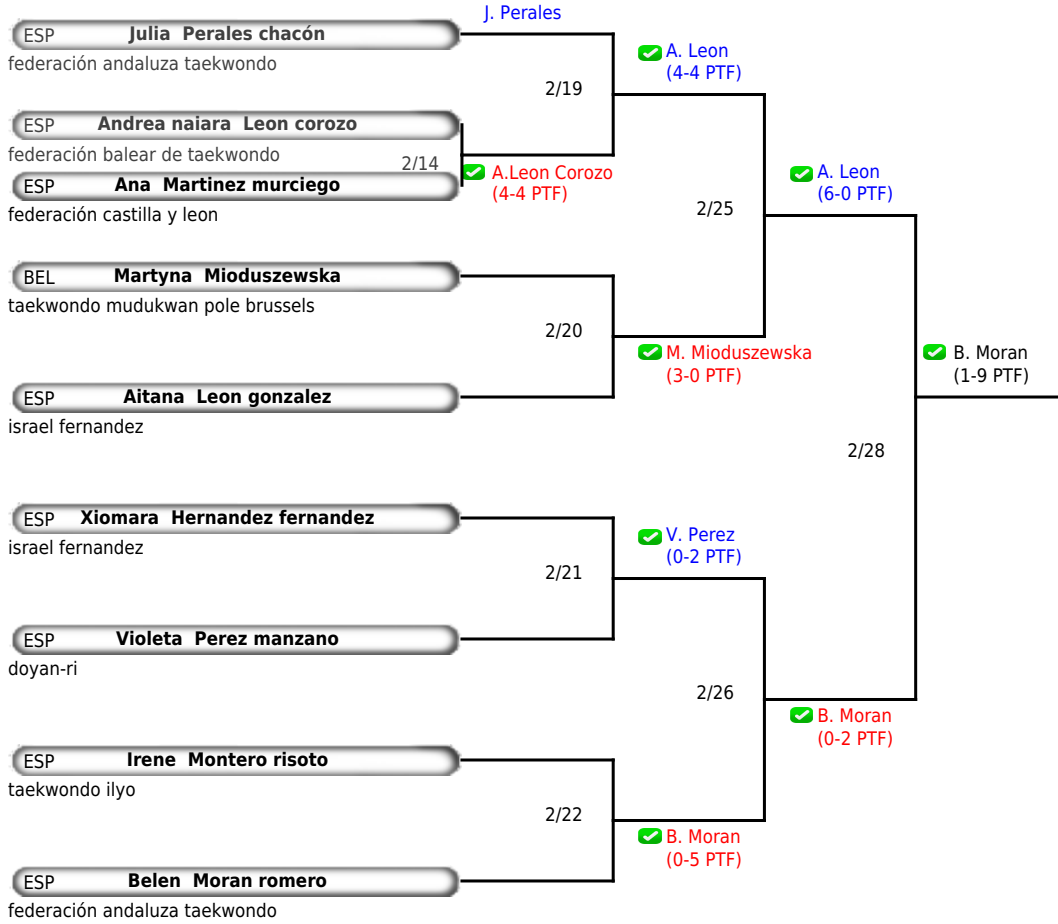 J. Perales
ESP Julia Perales chacón
federación andaluza taekwondo
A. Leon
(4-4 PTF)
2/19
ESP Andrea naiara Leon corozo
federación balear de taekwondo
2/14
A.Leon Corozo
(4-4 PTF)
ESP Ana Martinez murciego
federación castilla y leon
A. Leon
(6-0 PTF)
2/25
BEL Martyna Mioduszewska
taekwondo mudukwan pole brussels
2/20
M. Mioduszewska
(3-0 PTF)
B. Moran
(1-9 PTF)
ESP Aitana Leon gonzalez
israel fernandez
2/28
ESP Xiomara Hernandez fernandez
israel fernandez
V. Perez
(0-2 PTF)
2/21
ESP Violeta Perez manzano
doyan-ri
2/26
B. Moran
(0-2 PTF)
ESP Irene Montero risoto
taekwondo ilyo
2/22
B. Moran
(0-5 PTF)
ESP Belen Moran romero
federación andaluza taekwondo